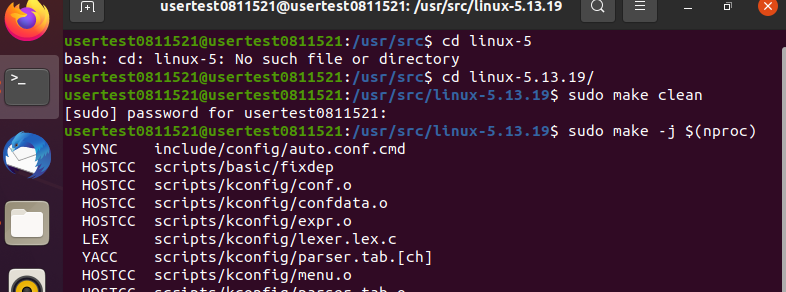 usertest0811521@usertest0811521: /usr/src/linux-5.13.19
usertest0811521@usertest0811521:/usr/src$ cd linux-5
bash: cd: linux-5: No such file or directory
usertest0811521@usertest0811521:/usr/src$ cd linux-5.13.19/
usertest0811521@usertest0811521:/usr/src/linux-5.13.19$ sudo make clean
[sudo] password for usertest0811521:
usertest0811521@usertest0811521:/usr/src/linux-5.13.19$ sudo make -j $(nproc)
SYNC include/config/auto.conf.cmd
HOSTCC scripts/basic/fixdep
HOSTCC scripts/kconfig/conf.o
HOSTCC scripts/kconfig/confdata.o
HOSTCC scripts/kconfig/expr.o
LEX scripts/kconfig/lexer.lex.c
YACC scripts/kconfig/parser.tab.[ch]
HOSTCC scripts/kconfig/menu.o
HOSTCC scripts/kconfig/parser.tab.o